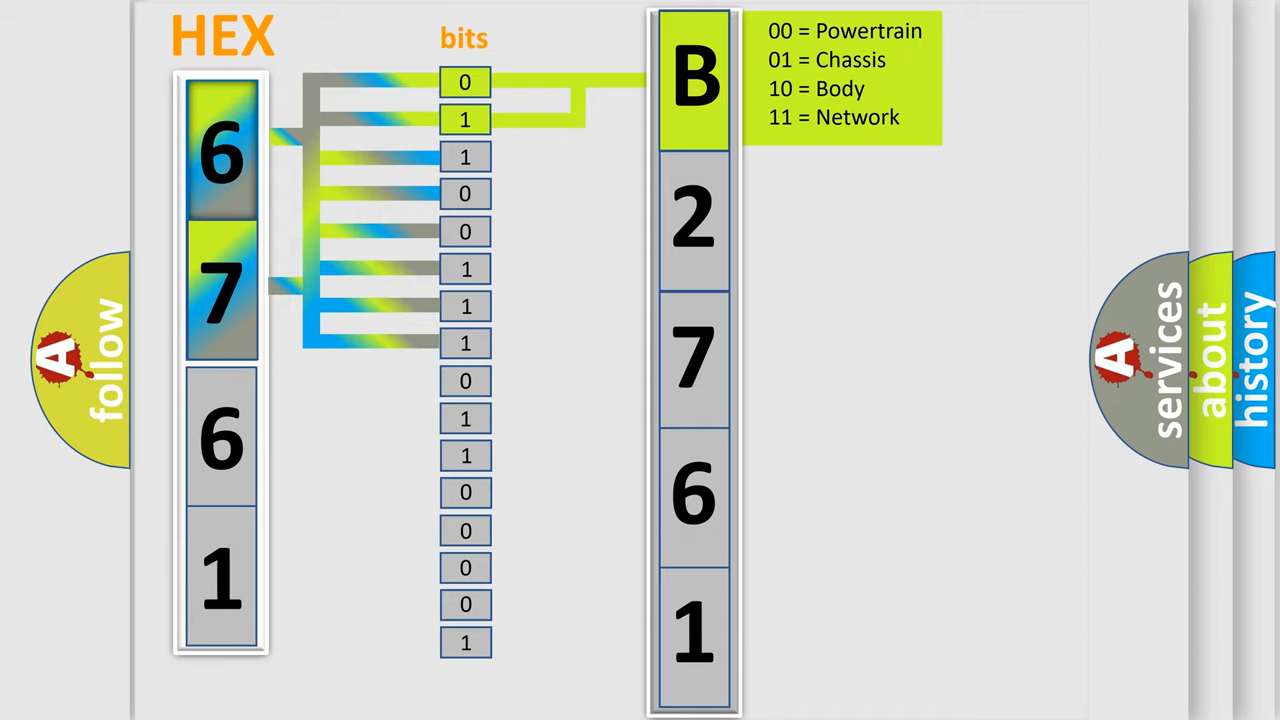 HEX
bits
6
7
6
1
0
1
1
0
0
1
1
1
0
1
1
0
0
0
0
1
B
2
7
6
1
00 = Powertrain
01 = Chassis
10 = Body
11 = Network
A
follow
A
services
about
history